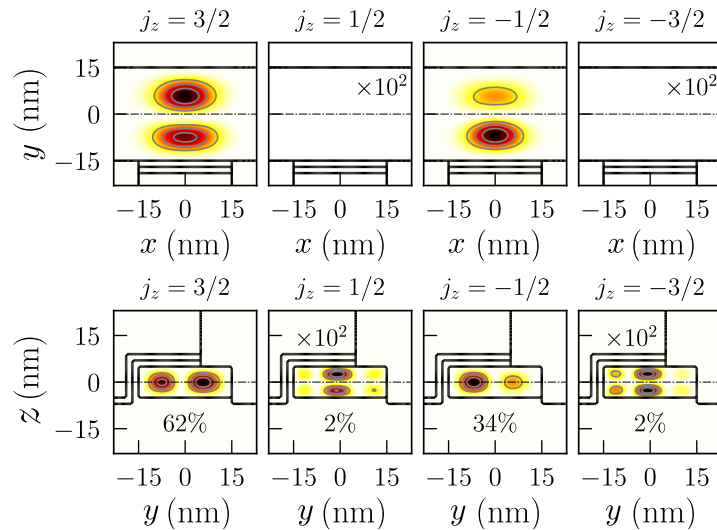 j_z = 3/2 j_z = 1/2 j_z = −1/2 j_z = −3/2
15
0
−15
y (nm)
×10²
×10²
−15 0 15 −15 0 15 −15 0 15 −15 0 15
x (nm) x (nm) x (nm) x (nm)
j_z = 3/2 j_z = 1/2 j_z = −1/2 j_z = −3/2
15
0
−15
z (nm)
×10²
×10²
62% 2% 34% 2%
−15 0 15 −15 0 15 −15 0 15 −15 0 15
y (nm) y (nm) y (nm) y (nm)